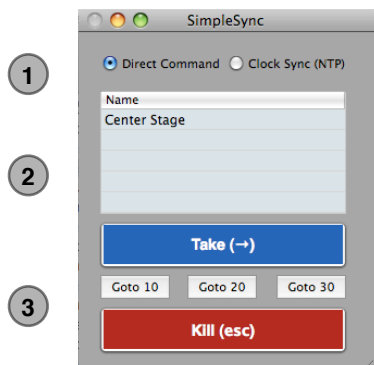 SimpleSync
1
Direct Command Clock Sync (NTP)
Name
Center Stage
2
Take (→)
Goto 10 Goto 20 Goto 30
3
Kill (esc)